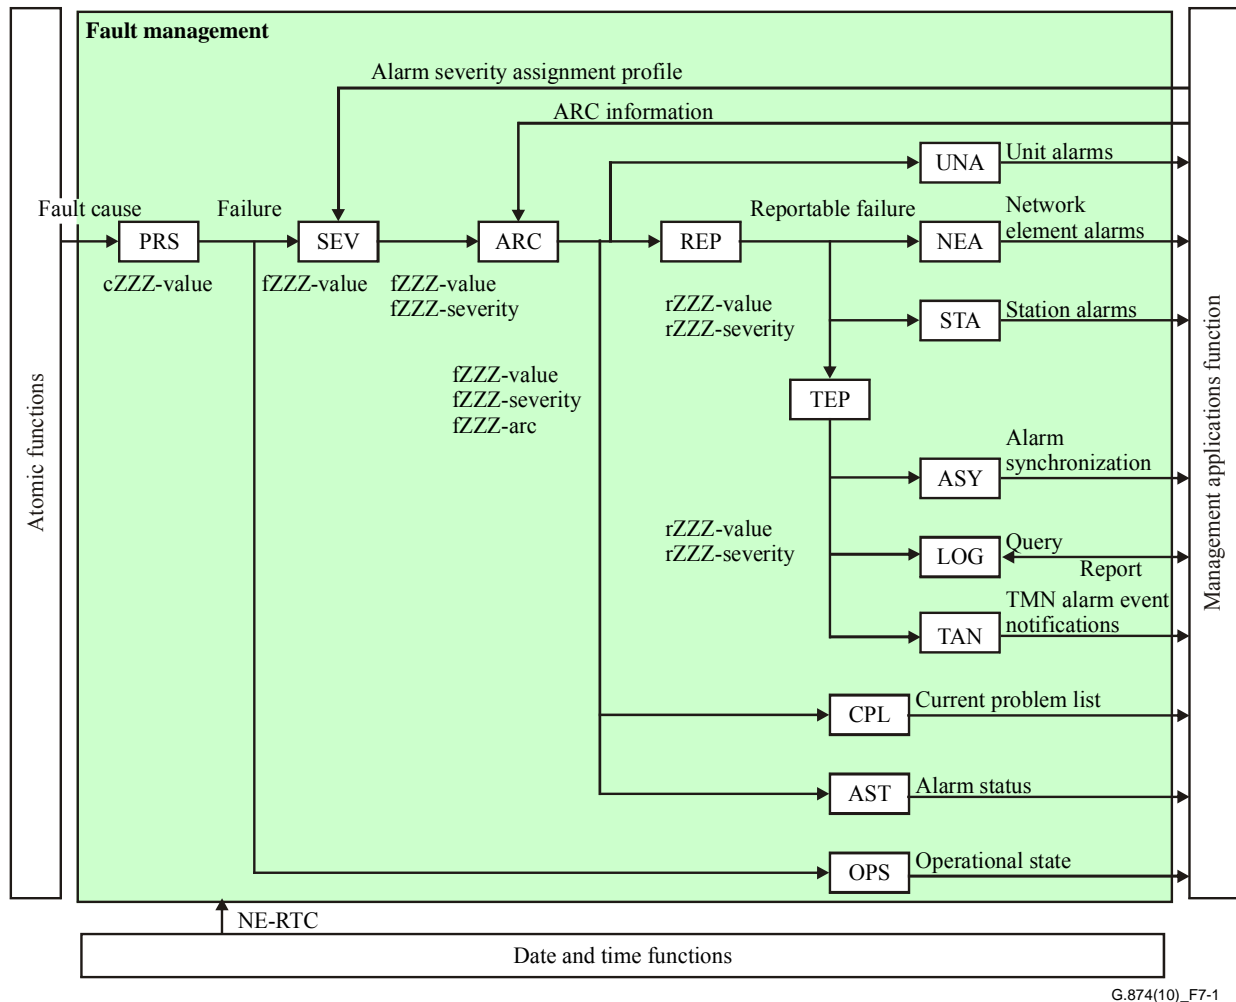 Fault management
Alarm severity assignment profile
ARC information
UNA
Unit alarms
Fault cause
Failure
Reportable failure
Network
element alarms
PRS
SEV
ARC
REP
NEA
cZZZ-value
fZZZ-value
fZZZ-value
fZZZ-severity
rZZZ-value
rZZZ-severity
STA
Station alarms
fZZZ-value
fZZZ-severity
fZZZ-arc
TEP
Alarm
synchronization
ASY
rZZZ-value
rZZZ-severity
LOG
Query
Report
TMN alarm event
notifications
TAN
CPL
Current problem list
AST
Alarm status
OPS
Operational state
Atomic functions
Management applications function
NE-RTC
Date and time functions
G.874(10)_F7-1